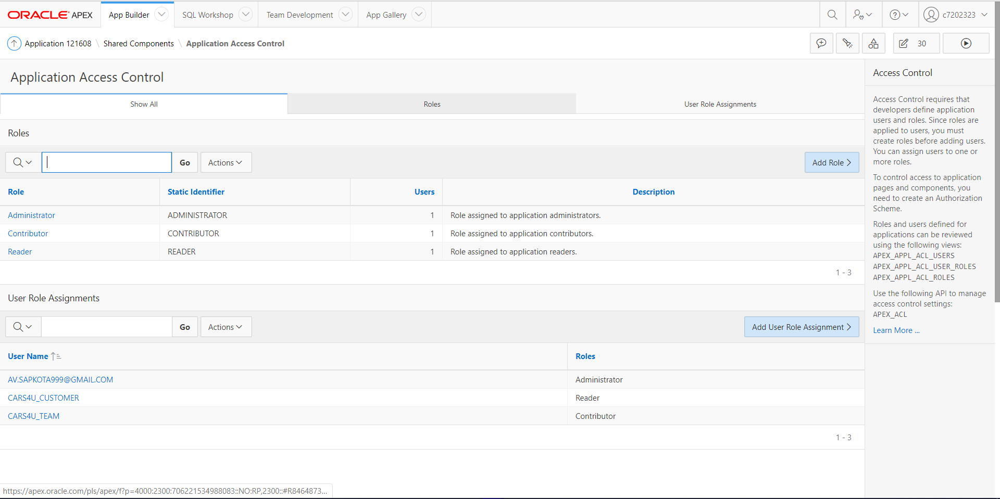 ORACLE APEX
App Builder
SQL Workshop
Team Development
App Gallery
c7202323
Application 121608 \ Shared Components \ Application Access Control
30
Application Access Control
Show All
Roles
User Role Assignments
Roles
Go
Actions
Add Role
Role Static Identifier Users Description
Administrator ADMINISTRATOR 1 Role assigned to application administrators.
Contributor CONTRIBUTOR 1 Role assigned to application contributors.
Reader READER 1 Role assigned to application readers.
1 - 3
User Role Assignments
Go
Actions
Add User Role Assignment
User Name Roles
AV.SAPKOTA999@GMAIL.COM Administrator
CARS4U_CUSTOMER Reader
CARS4U_TEAM Contributor
1 - 3
Access Control
Access Control requires that
developers define application
users and roles. Since roles are
applied to users, you must
create roles before adding users.
You can assign users to one or
more roles.
To control access to application
pages and components, you
need to create an Authorization
Scheme.
Roles and users defined for
applications can be reviewed
using the following views:
APEX_APPL_ACL_USERS
APEX_APPL_ACL_USER_ROLES
APEX_APPL_ACL_ROLES
Use the following API to manage
access control settings:
APEX_ACL
Learn More ...
https://apex.oracle.com/pls/apex/f?p=4000:2300:706221534988083::NO:RP,2300::#R8464873...